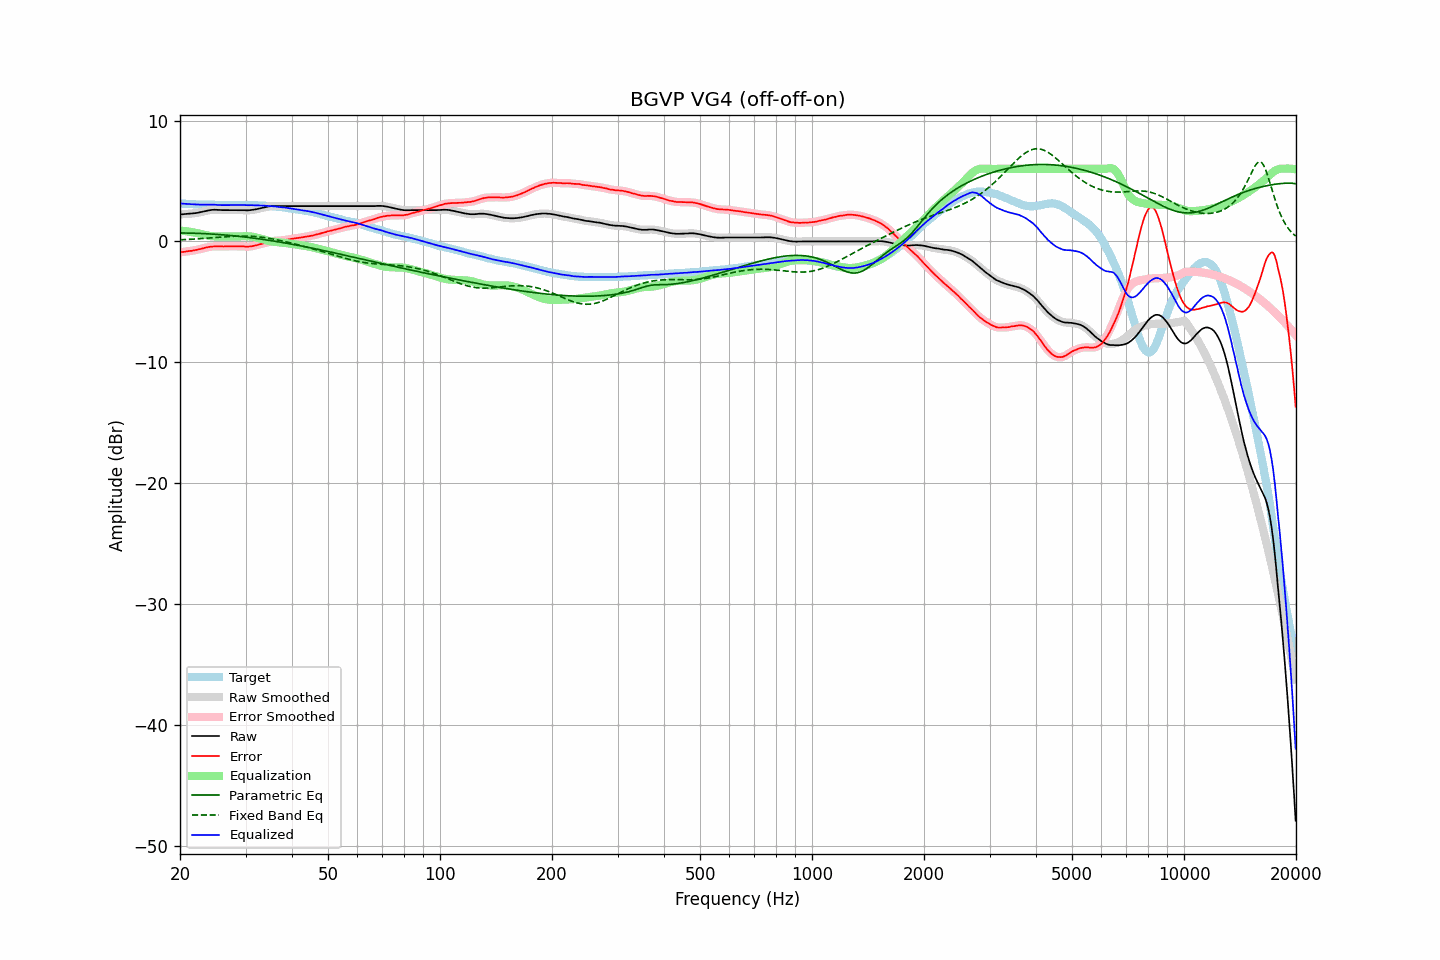 BGVP VG4 (off-off-on)
10
0
−10
−20
−30
−40
−50
Amplitude (dBr)
Target
Raw Smoothed
Error Smoothed
Raw
Error
Equalization
Parametric Eq
Fixed Band Eq
Equalized
20
50
100
200
500
1000
2000
5000
10000
20000
Frequency (Hz)